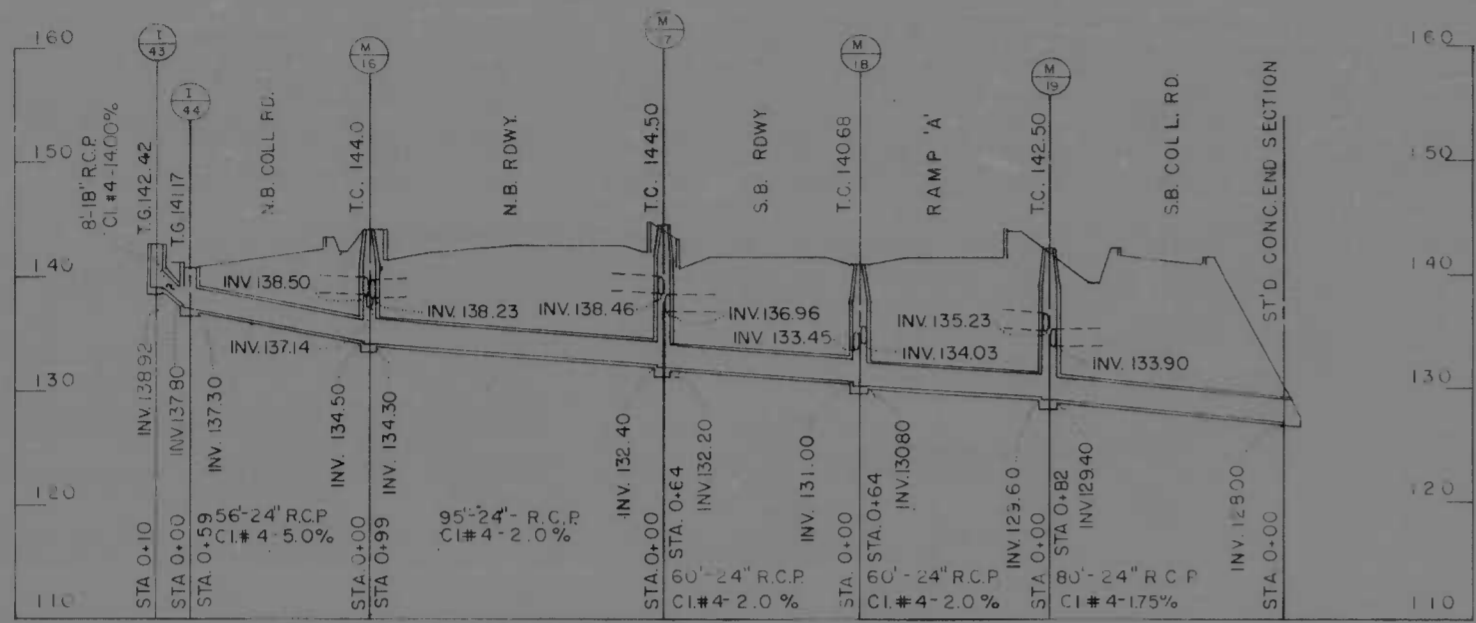 160
150
140
130
120
110
8'-18" R.C.P.
Cl. #4-14.00%
I
43
T.G. 142.42
I
44
T.G 141.17
N.B. COLL RD.
M
16
T.C. 144.0
N.B. RDWY.
M
17
T.C. 144.50
S.B. RDWY
M
18
T.C. 140.68
RAMP 'A'
M
19
T.C. 142.50
S.B. COLL. RD.
ST'D CONC. END SECTION
160
150
140
130
120
110
INV. 138.50
INV. 137.14
INV. 138.23
INV. 138.46
INV. 136.96
INV 133.45
INV. 134.03
INV. 135.23
INV. 133.90
INV. 138.92
INV 137.80
INV. 137.30
INV. 134.50
INV. 134.30
INV. 132.40
INV 132.20
INV. 131.00
INV. 130.80
INV. 129.60
INV 129.40
INV. 128.00
STA. 0+10
STA. 0+00
STA. 0+59
56'-24" R.C.P.
Cl. #4-5.0%
STA. 0+00
STA. 0+99
95'-24"- R.C.P.
Cl #4-2.0%
STA. 0+00
STA. 0+64
60'-24" R.C.P.
Cl. #4-2.0%
STA. 0+00
STA. 0+64
60'-24" R.C.P.
Cl. #4-2.0%
STA. 0+00
STA. 0+82
80'-24" R C P
Cl #4-1.75%
STA. 0+00